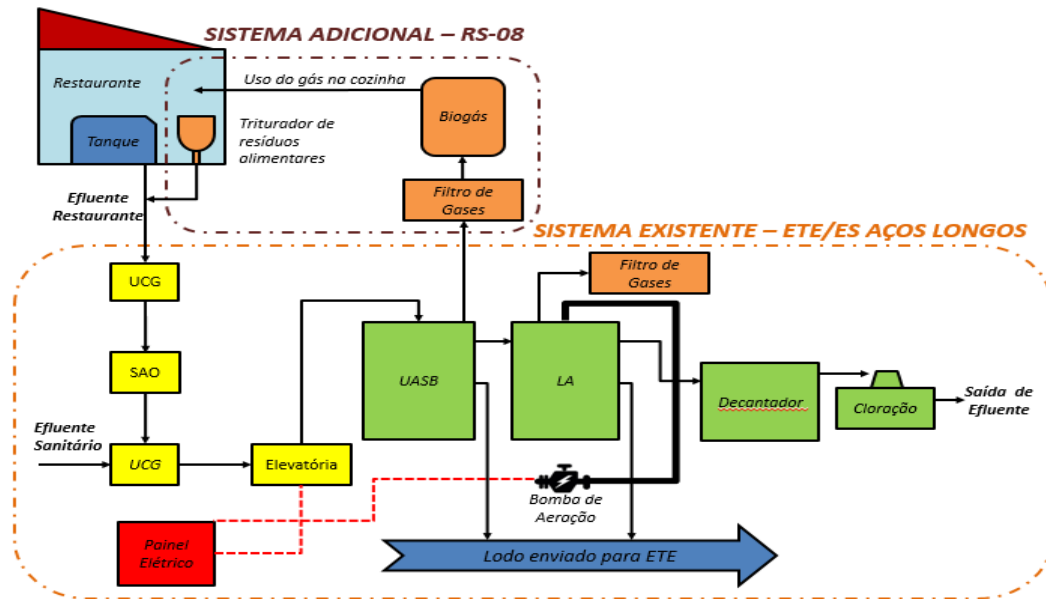 SISTEMA ADICIONAL – RS-08
Restaurante
Uso do gás na cozinha
Biogás
Tanque
Triturador de
resíduos
alimentares
Efluente
Restaurante
Filtro de
Gases
SISTEMA EXISTENTE – ETE/ES AÇOS LONGOS
UCG
Filtro de
Gases
SAO
UASB
LA
Decantador
Cloração
Saída de
Efluente
Efluente
Sanitário
UCG
Elevatória
Bomba de
Aeração
Painel
Elétrico
Lodo enviado para ETE